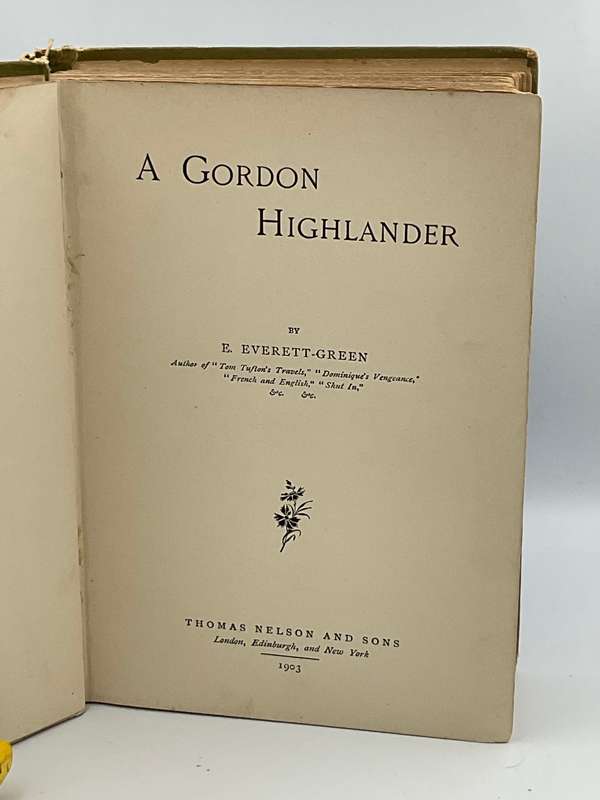 A GORDON
HIGHLANDER
BY
E. EVERETT-GREEN
Author of "Tom Tufton's Travels," "Dominique's Vengeance,"
"French and English," "Shut In,"
&c. &c.
THOMAS NELSON AND SONS
London, Edinburgh, and New York
1903